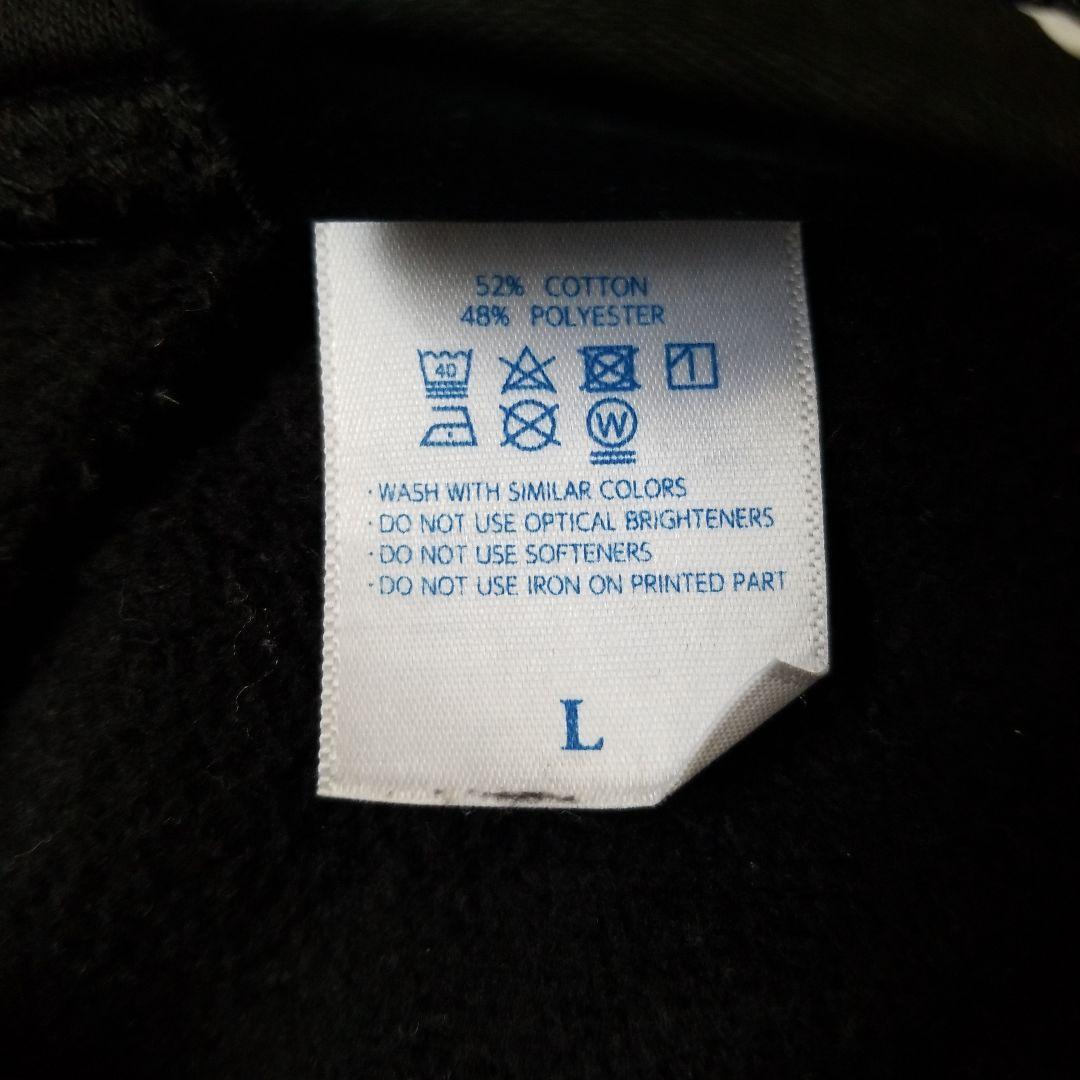 52% COTTON
48% POLYESTER
40
W
· WASH WITH SIMILAR COLORS
· DO NOT USE OPTICAL BRIGHTENERS
· DO NOT USE SOFTENERS
· DO NOT USE IRON ON PRINTED PART
L